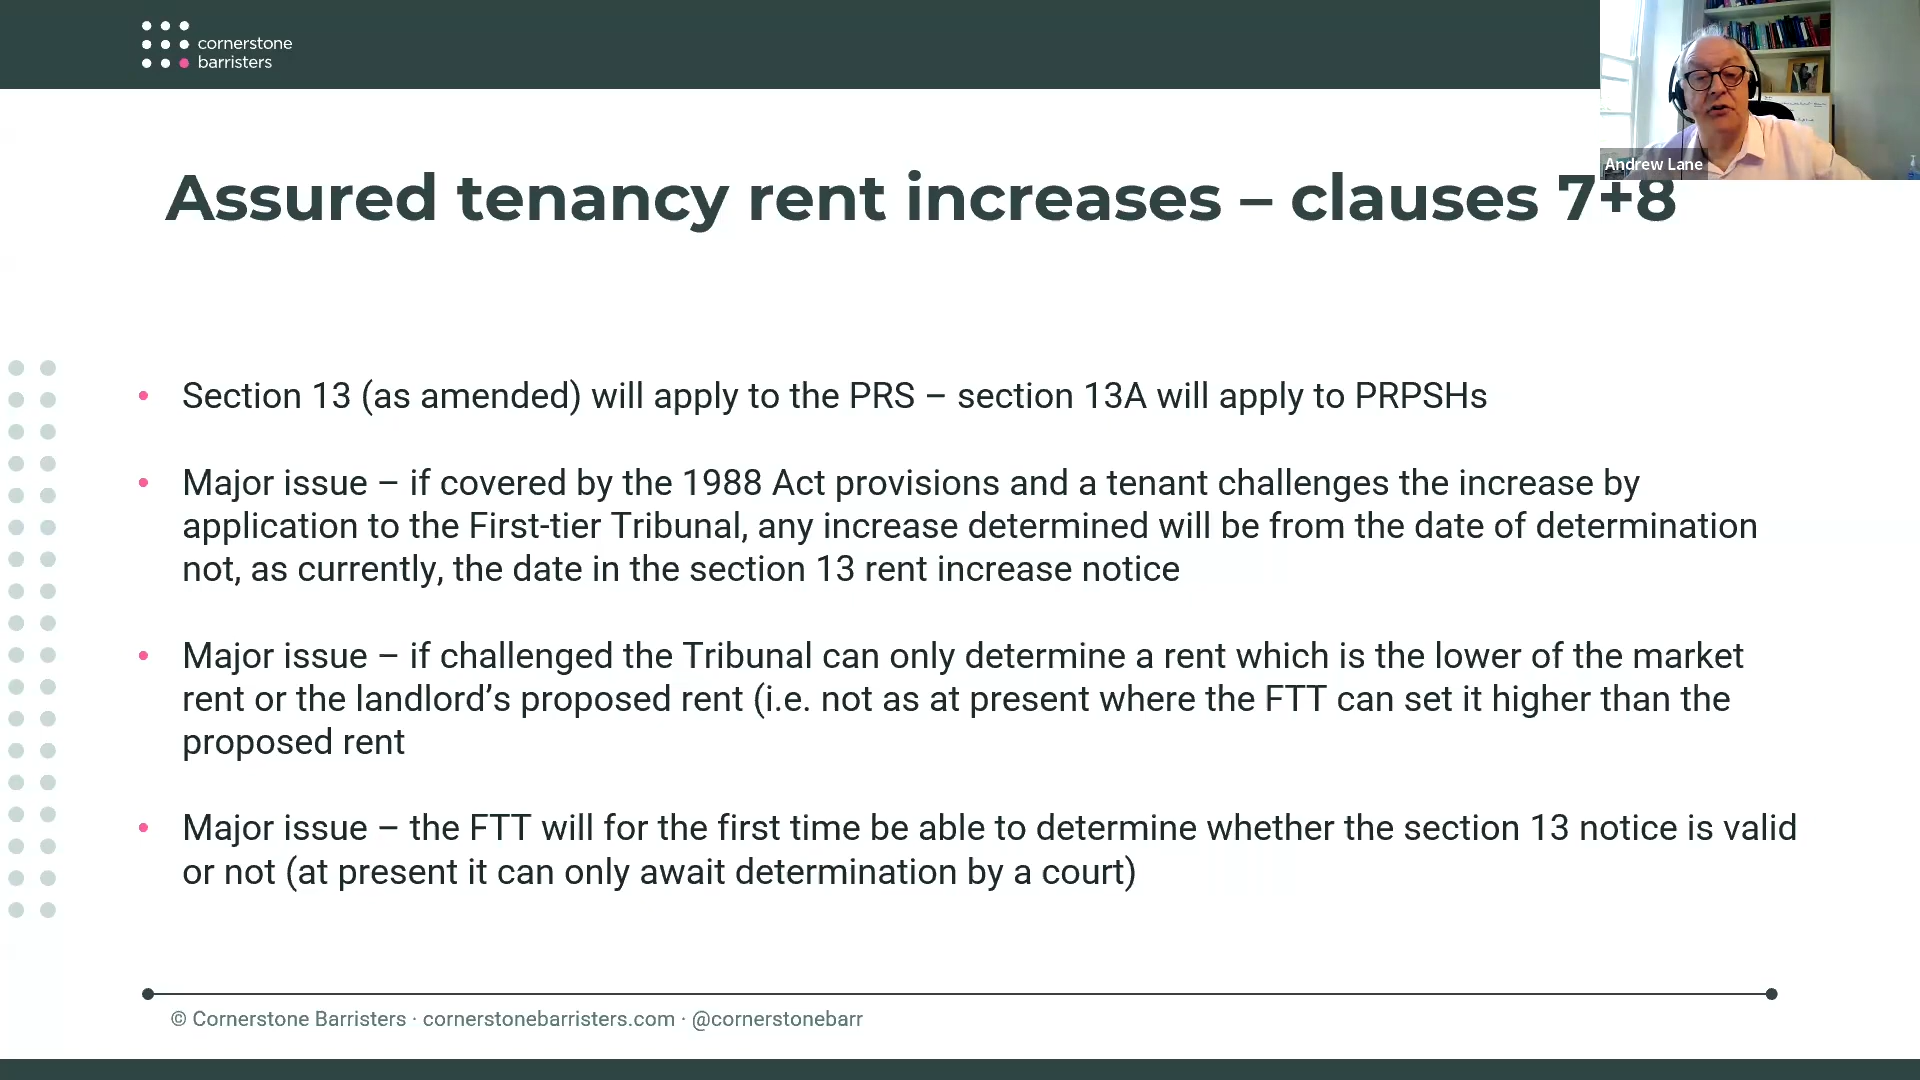 cornerstone
barristers
Andrew Lane
Assured tenancy rent increases – clauses 7+8
• Section 13 (as amended) will apply to the PRS – section 13A will apply to PRPSHs
• Major issue – if covered by the 1988 Act provisions and a tenant challenges the increase by
application to the First-tier Tribunal, any increase determined will be from the date of determination
not, as currently, the date in the section 13 rent increase notice
• Major issue – if challenged the Tribunal can only determine a rent which is the lower of the market
rent or the landlord’s proposed rent (i.e. not as at present where the FTT can set it higher than the
proposed rent
• Major issue – the FTT will for the first time be able to determine whether the section 13 notice is valid
or not (at present it can only await determination by a court)
© Cornerstone Barristers · cornerstonebarristers.com · @cornerstonebarr